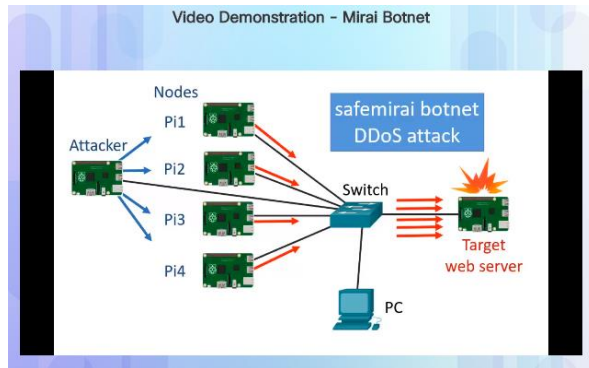 Video Demonstration - Mirai Botnet
Nodes
safemirai botnet
DDoS attack
Pi1
Attacker
Pi2
Switch
Pi3
Target
web server
Pi4
PC